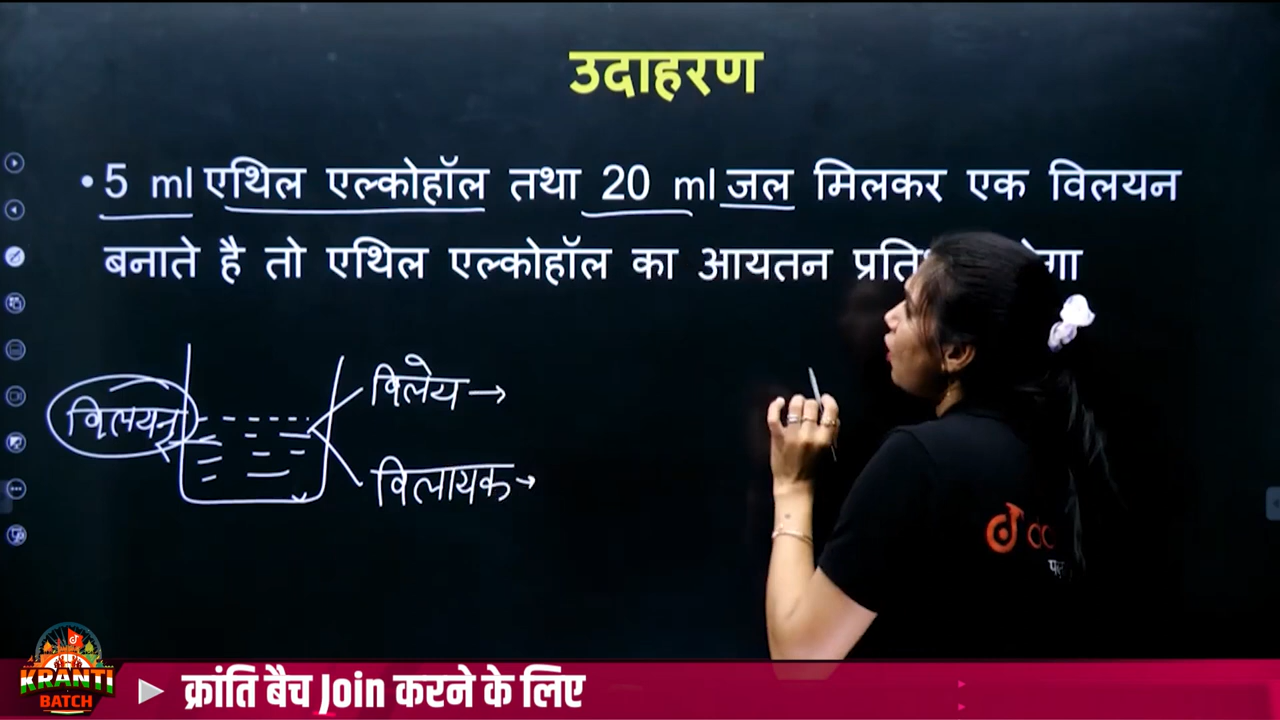 उदाहरण
• 5 ml एथिल एल्कोहॉल तथा 20 ml जल मिलकर एक विलयन
बनाते है तो एथिल एल्कोहॉल का आयतन
विलयन
विलेय →
विलायक →
KRANTI
BATCH
क्रांति बैच Join करने के लिए